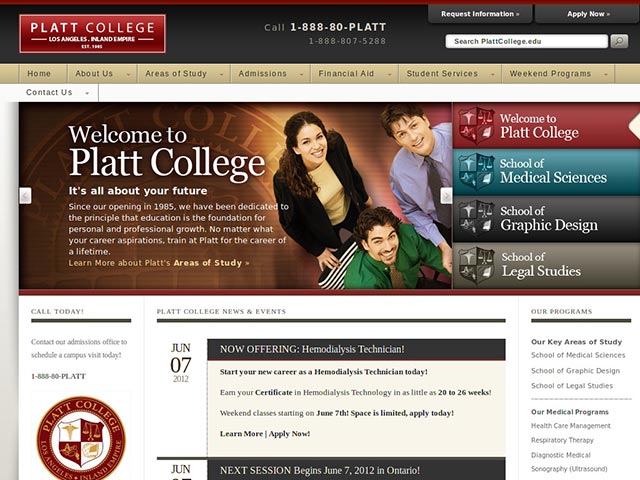 PLATT COLLEGE
LOS ANGELES . INLAND EMPIRE
EST. 1985
Call 1-888-80-PLATT
1-888-807-5288
Request Information »
Apply Now »
Search PlattCollege.edu
Home
About Us
Areas of Study
Admissions
Financial Aid
Student Services
Weekend Programs
Contact Us
Welcome to
Platt College
It's all about your future
Since our opening in 1985, we have been dedicated to
the principle that education is the foundation for
personal and professional growth. No matter what
your career aspirations, train at Platt for the career of
a lifetime.
Learn More about Platt's Areas of Study »
Welcome to
Platt College
School of
Medical Sciences
School of
Graphic Design
School of
Legal Studies
CALL TODAY!
Contact our admissions office to
schedule a campus visit today!
1-888-80-PLATT
PLATT COLLEGE
LOS ANGELES INLAND EMPIRE
PLATT COLLEGE NEWS & EVENTS
JUN
07
2012
NOW OFFERING: Hemodialysis Technician!
Start your new career as a Hemodialysis Technician today!
Earn your Certificate in Hemodialysis Technology in as little as 20 to 26 weeks!
Weekend classes starting on June 7th! Space is limited, apply today!
Learn More | Apply Now!
JUN
07
NEXT SESSION Begins June 7, 2012 in Ontario!
OUR PROGRAMS
Our Key Areas of Study
School of Medical Sciences
School of Graphic Design
School of Legal Studies
Our Medical Programs
Health Care Management
Respiratory Therapy
Diagnostic Medical
Sonography (Ultrasound)